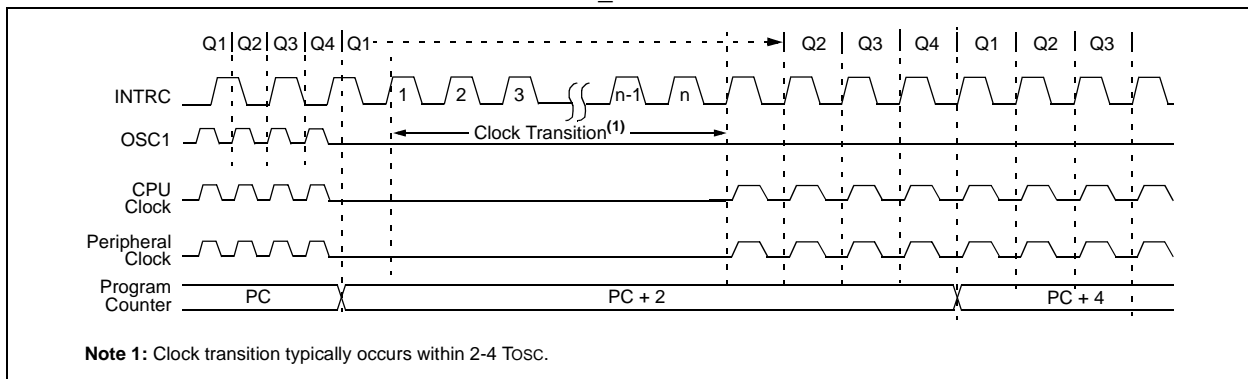 Q1 Q2 Q3 Q4 Q1 Q2 Q3 Q4 Q1 Q2 Q3
INTRC
1 2 3 n-1 n
Clock Transition(1)
OSC1
CPU
Clock
Peripheral
Clock
Program
Counter
PC PC + 2 PC + 4
Note 1: Clock transition typically occurs within 2-4 TOSC.